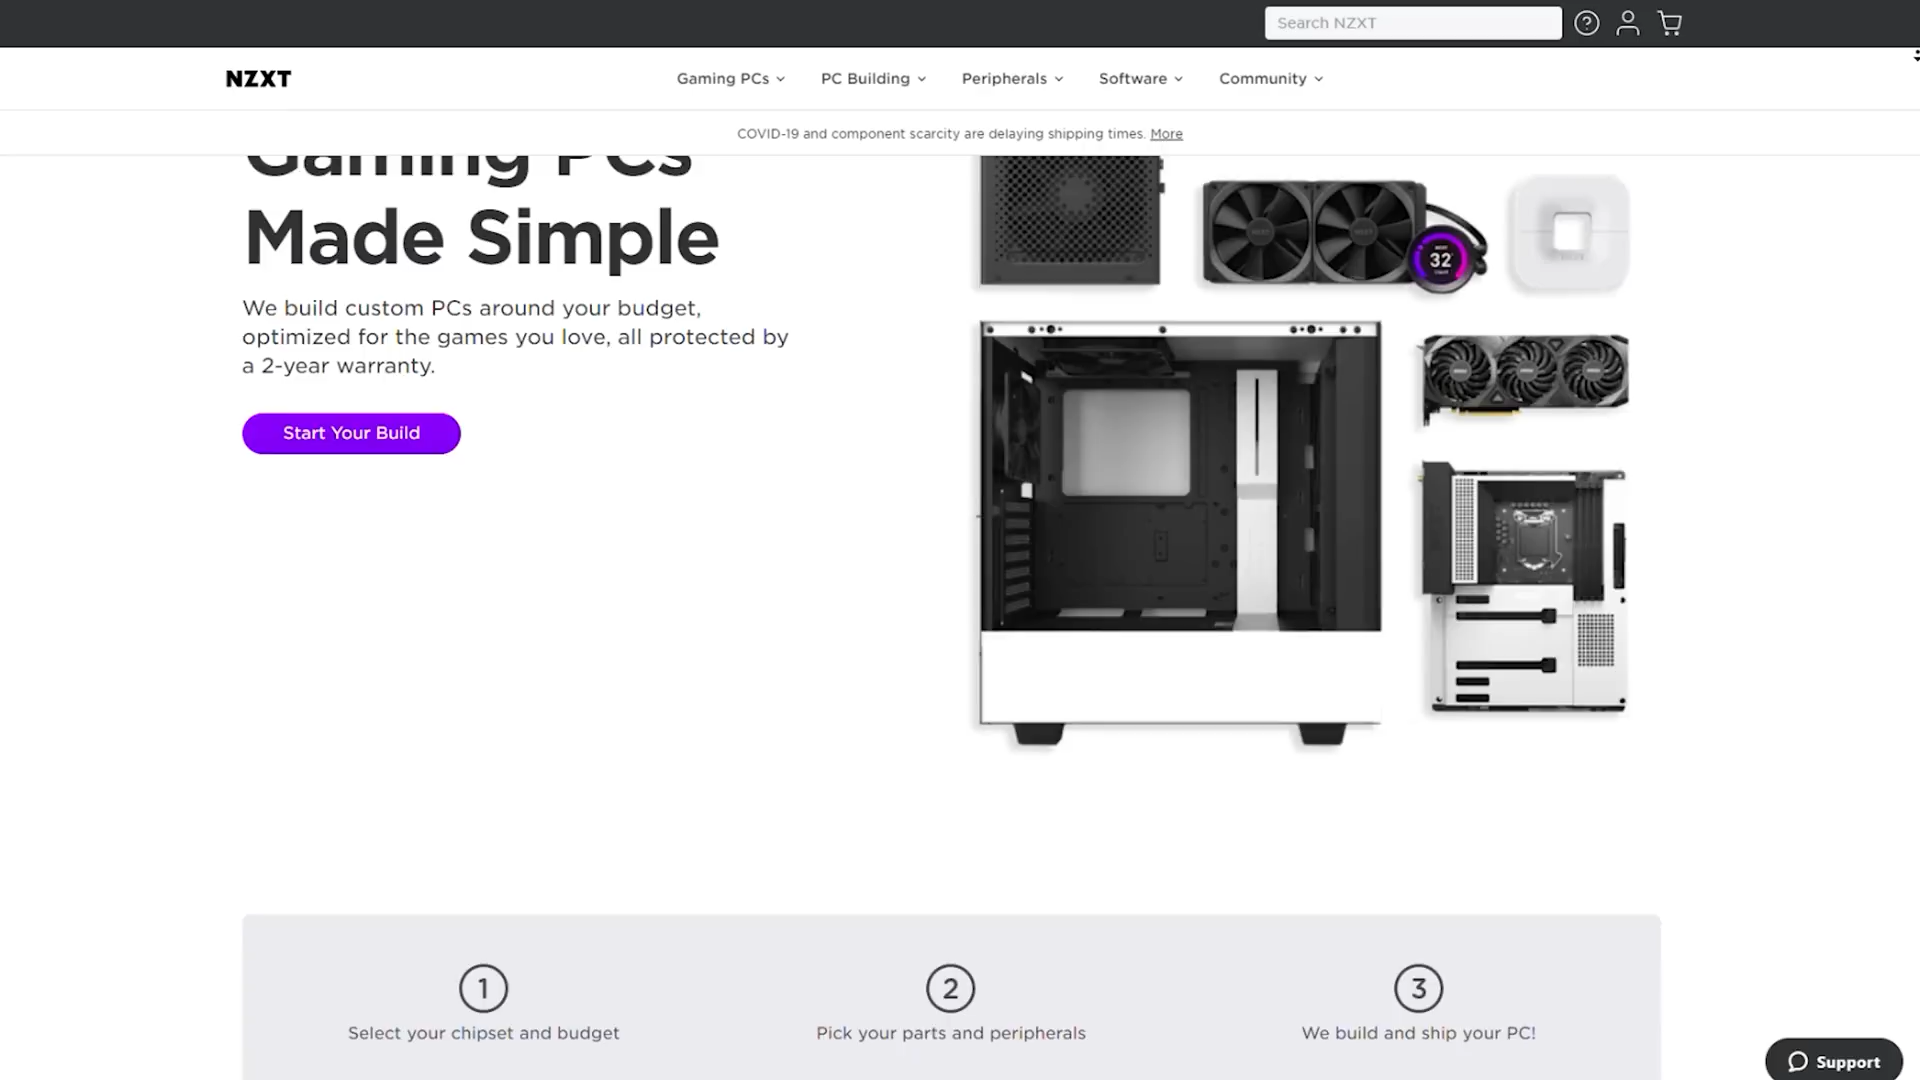 Search NZXT
NZXT
Gaming PCs
PC Building
Peripherals
Software
Community
COVID-19 and component scarcity are delaying shipping times. More
Gaming PCs
Made Simple
We build custom PCs around your budget,
optimized for the games you love, all protected by
a 2-year warranty.
Start Your Build
32°
1
2
3
Select your chipset and budget
Pick your parts and peripherals
We build and ship your PC!
Support